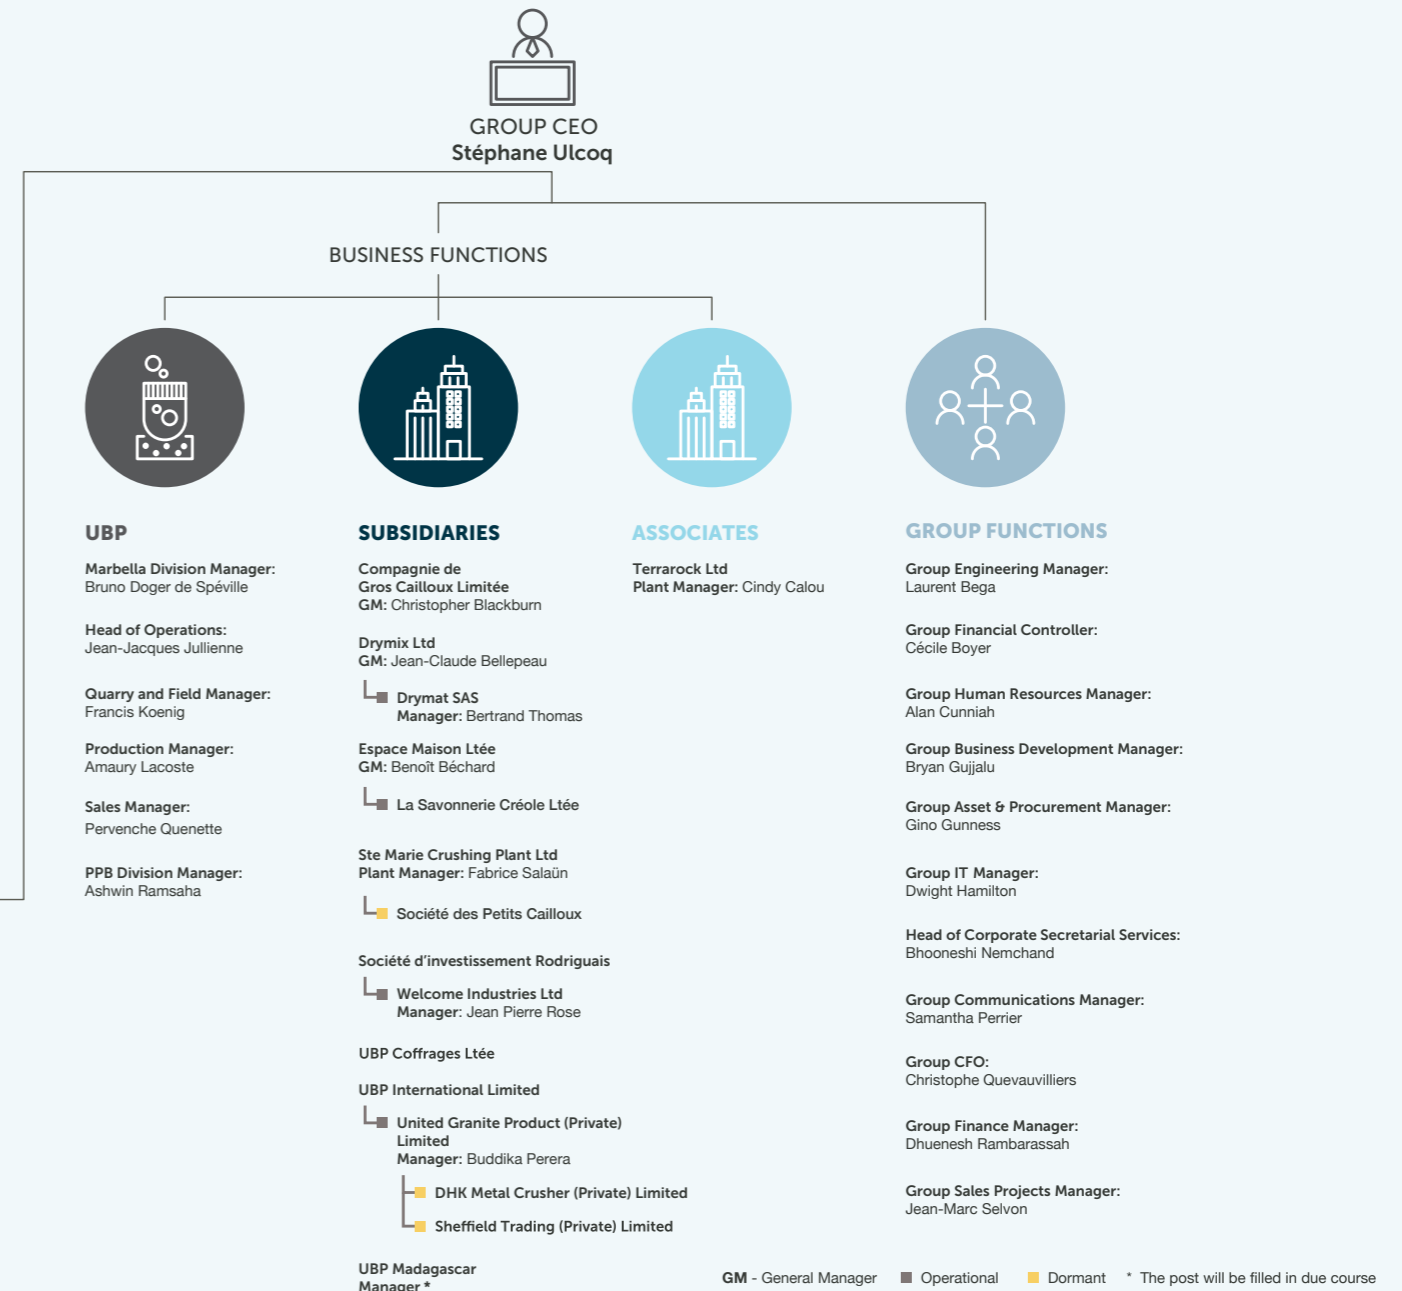 GROUP CEO
Stéphane Ulcoq
BUSINESS FUNCTIONS
UBP
Marbella Division Manager:
Bruno Doger de Spéville
Head of Operations:
Jean-Jacques Jullienne
Quarry and Field Manager:
Francis Koenig
Production Manager:
Amaury Lacoste
Sales Manager:
Pervenche Quenette
PPB Division Manager:
Ashwin Ramsaha
SUBSIDIARIES
Compagnie de
Gros Cailloux Limitée
GM: Christopher Blackburn
Drymix Ltd
GM: Jean-Claude Bellepeau
Drymat SAS
Manager: Bertrand Thomas
Espace Maison Ltée
GM: Benoît Béchard
La Savonnerie Créole Ltée
Ste Marie Crushing Plant Ltd
Plant Manager: Fabrice Salaün
Société des Petits Cailloux
Société d'investissement Rodriguais
Welcome Industries Ltd
Manager: Jean Pierre Rose
UBP Coffrages Ltée
UBP International Limited
United Granite Product (Private)
Limited
Manager: Buddika Perera
DHK Metal Crusher (Private) Limited
Sheffield Trading (Private) Limited
UBP Madagascar
Manager *
ASSOCIATES
Terrarock Ltd
Plant Manager: Cindy Calou
GROUP FUNCTIONS
Group Engineering Manager:
Laurent Bega
Group Financial Controller:
Cécile Boyer
Group Human Resources Manager:
Alan Cunniah
Group Business Development Manager:
Bryan Gujjalu
Group Asset & Procurement Manager:
Gino Gunness
Group IT Manager:
Dwight Hamilton
Head of Corporate Secretarial Services:
Bhooneshi Nemchand
Group Communications Manager:
Samantha Perrier
Group CFO:
Christophe Quevauvilliers
Group Finance Manager:
Dhuenesh Rambarassah
Group Sales Projects Manager:
Jean-Marc Selvon
GM - General Manager Operational Dormant * The post will be filled in due course